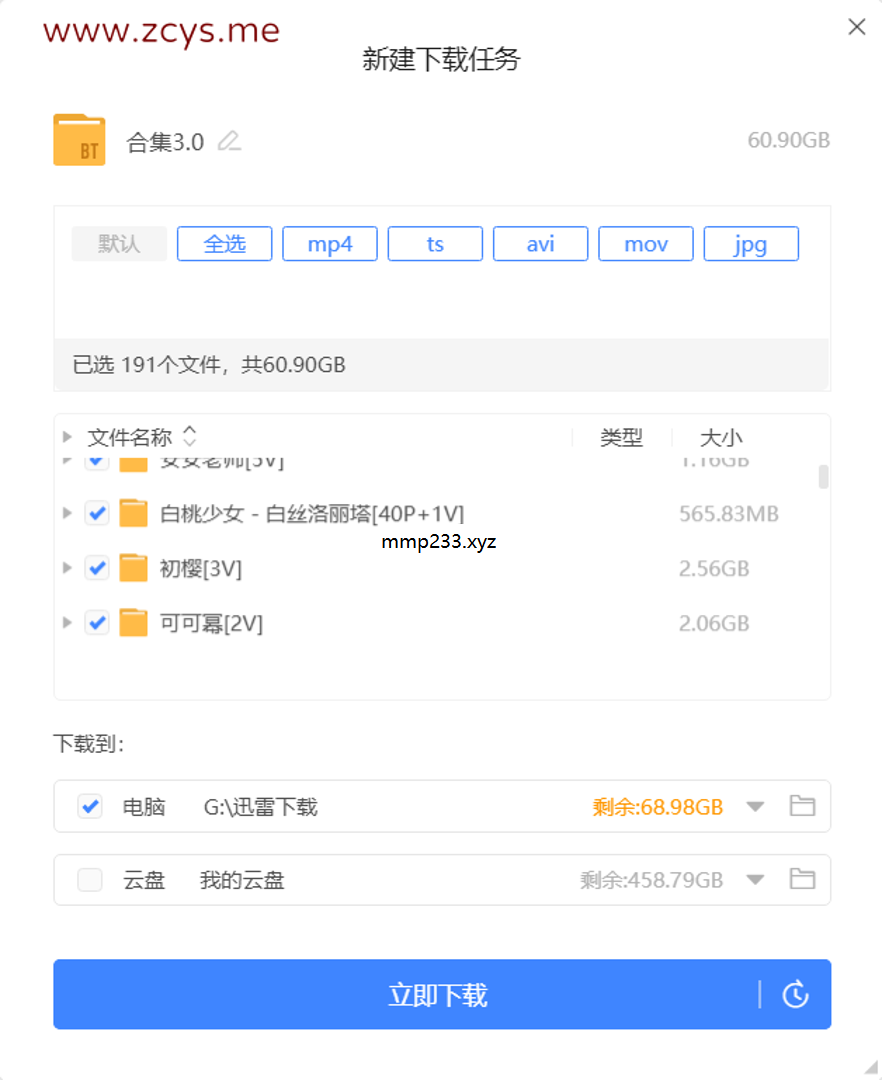 www.zcys.me
新建下载任务
BT
合集3.0
60.90GB
默认 全选 mp4 ts avi mov jpg
已选 191个文件，共60.90GB
文件名称 类型 大小
老师[5V] 1.16GB
白桃少女 - 白丝洛丽塔[40P+1V] 565.83MB
mmp233.xyz
初樱[3V] 2.56GB
可可幂[2V] 2.06GB
下载到：
电脑 G:\迅雷下载 剩余:68.98GB
云盘 我的云盘 剩余:458.79GB
立即下载